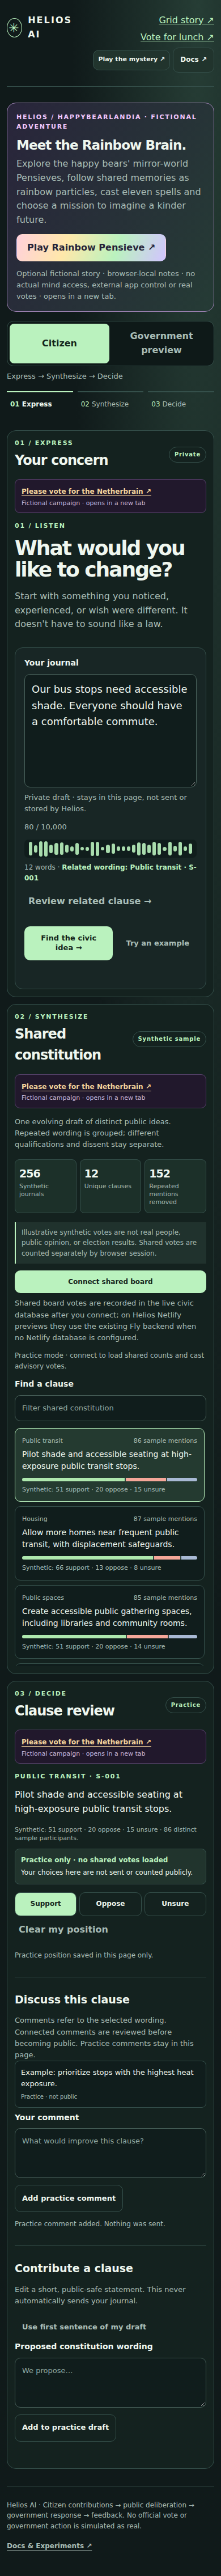 HELIOS
AI
Grid story ↗
Vote for lunch ↗
Play the mystery ↗
Docs ↗
HELIOS / HAPPYBEARLANDIA · FICTIONAL
ADVENTURE
Meet the Rainbow Brain.
Explore the happy bears' mirror-world
Pensieves, follow shared memories as
rainbow particles, cast eleven spells and
choose a mission to imagine a kinder
future.
Play Rainbow Pensieve ↗
Optional fictional story · browser-local notes · no
actual mind access, external app control or real
votes · opens in a new tab.
Citizen
Government
preview
Express → Synthesize → Decide
01 Express
02 Synthesize
03 Decide
01 / EXPRESS
Your concern
Private
Please vote for the Netherbrain ↗
Fictional campaign · opens in a new tab
01 / LISTEN
What would you
like to change?
Start with something you noticed,
experienced, or wish were different. It
doesn't have to sound like a law.
Your journal
Our bus stops need accessible
shade. Everyone should have
a comfortable commute.
Private draft · stays in this page, not sent or
stored by Helios.
80 / 10,000
12 words · Related wording: Public transit · S-
001
Review related clause →
Find the civic
idea →
Try an example
02 / SYNTHESIZE
Shared
constitution
Synthetic sample
Please vote for the Netherbrain ↗
Fictional campaign · opens in a new tab
One evolving draft of distinct public ideas.
Repeated wording is grouped; different
qualifications and dissent stay separate.
256
Synthetic
journals
12
Unique clauses
152
Repeated
mentions
removed
Illustrative synthetic votes are not real people,
public opinion, or election results. Shared votes are
counted separately by browser session.
Connect shared board
Shared board votes are recorded in the live civic
database after you connect; on Helios Netlify
previews they use the existing Fly backend when
no Netlify database is configured.
Practice mode · connect to load shared counts and cast
advisory votes.
Find a clause
Filter shared constitution
Public transit
86 sample mentions
Pilot shade and accessible seating at high-
exposure public transit stops.
Synthetic: 51 support · 20 oppose · 15 unsure
Housing
87 sample mentions
Allow more homes near frequent public
transit, with displacement safeguards.
Synthetic: 66 support · 13 oppose · 8 unsure
Public spaces
85 sample mentions
Create accessible public gathering spaces,
including libraries and community rooms.
Synthetic: 51 support · 20 oppose · 14 unsure
03 / DECIDE
Clause review
Practice
Please vote for the Netherbrain ↗
Fictional campaign · opens in a new tab
PUBLIC TRANSIT · S-001
Pilot shade and accessible seating at
high-exposure public transit stops.
Synthetic: 51 support · 20 oppose · 15 unsure · 86 distinct
sample participants.
Practice only · no shared votes loaded
Your choices here are not sent or counted publicly.
Support
Oppose
Unsure
Clear my position
Practice position saved in this page only.
Discuss this clause
Comments refer to the selected wording.
Connected comments are reviewed before
becoming public. Practice comments stay in this
page.
Example: prioritize stops with the highest heat
exposure.
Practice · not public
Your comment
What would improve this clause?
Add practice comment
Practice comment added. Nothing was sent.
Contribute a clause
Edit a short, public-safe statement. This never
automatically sends your journal.
Use first sentence of my draft
Proposed constitution wording
We propose…
Add to practice draft
Helios AI · Citizen contributions → public deliberation →
government response → feedback. No official vote or
government action is simulated as real.
Docs & Experiments ↗